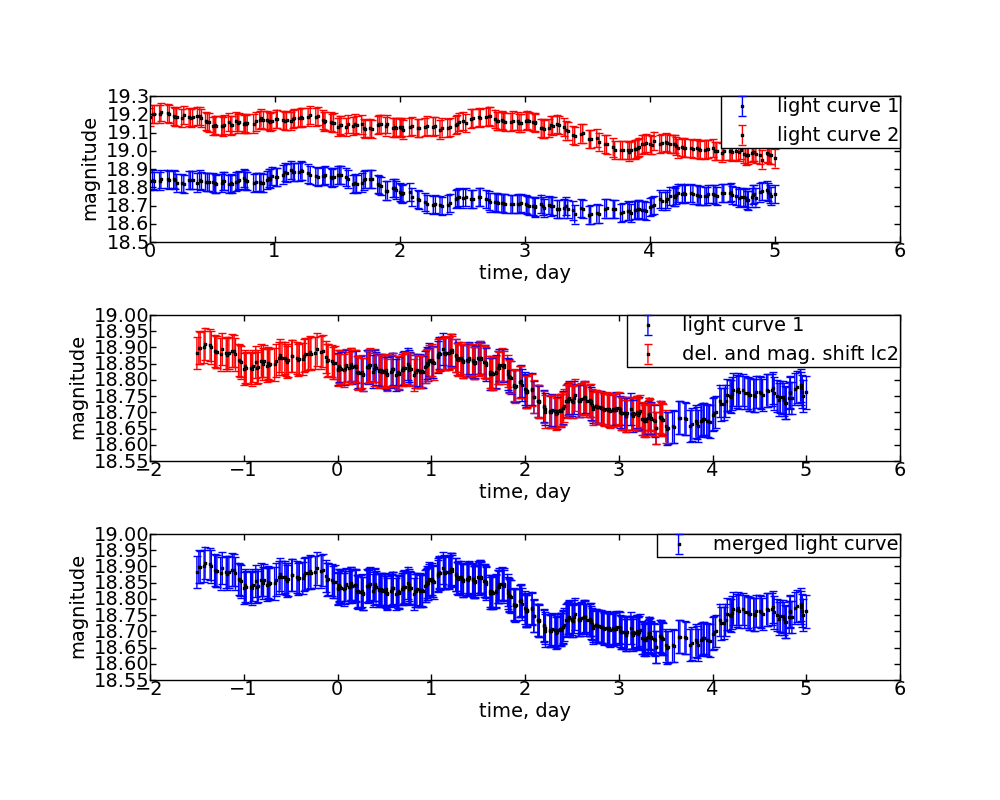 19.3
19.2
19.1
19.0
18.9
18.8
18.7
18.6
18.5
magnitude
light curve 1
light curve 2
0 1 2 3 4 5 6
time, day
19.00
18.95
18.90
18.85
18.80
18.75
18.70
18.65
18.60
18.55
magnitude
light curve 1
del. and mag. shift lc2
−2 −1 0 1 2 3 4 5 6
time, day
19.00
18.95
18.90
18.85
18.80
18.75
18.70
18.65
18.60
18.55
magnitude
merged light curve
−2 −1 0 1 2 3 4 5 6
time, day